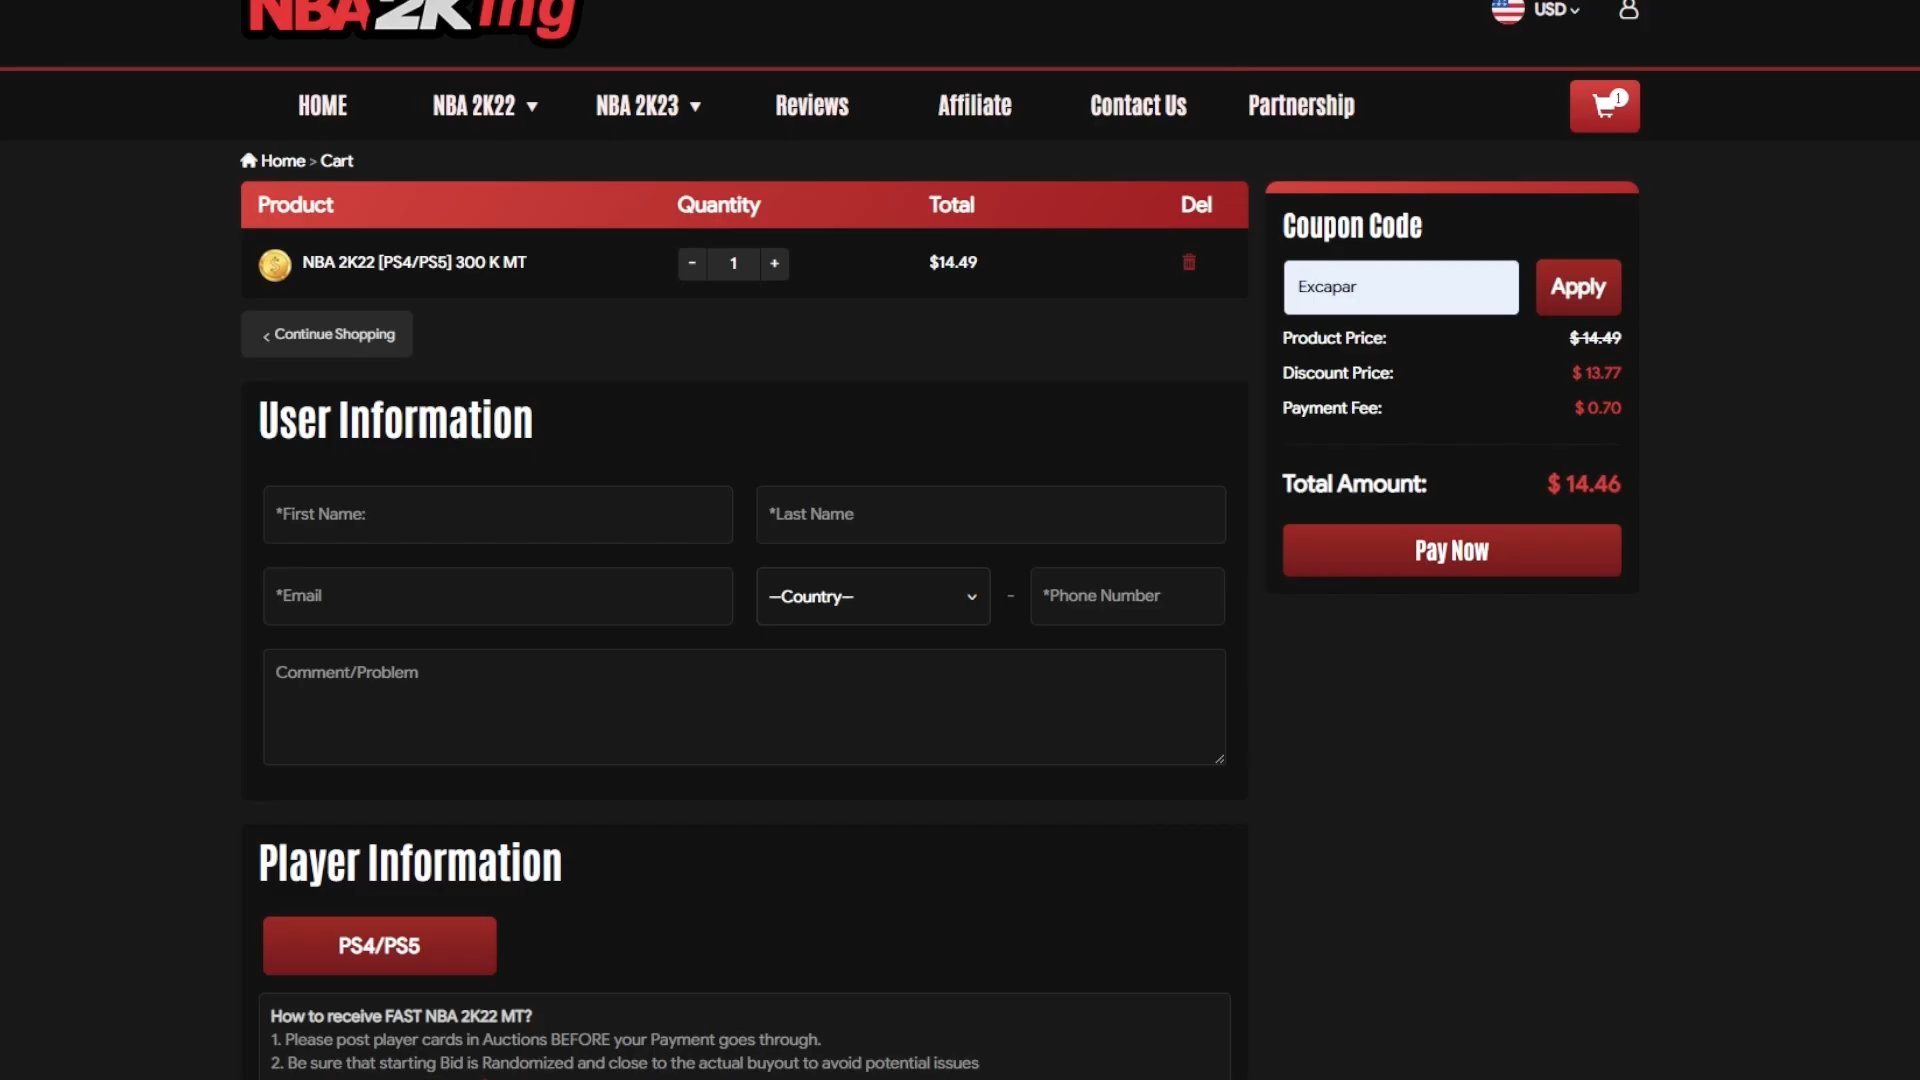 NBA2King
USD
HOME
NBA 2K22 ▼
NBA 2K23 ▼
Reviews
Affiliate
Contact Us
Partnership
1
Home > Cart
Product
Quantity
Total
Del
NBA 2K22 [PS4/PS5] 300 K MT
- 1 +
$14.49
< Continue Shopping
Coupon Code
Excapar
Apply
Product Price: $ 14.49
Discount Price: $ 13.77
Payment Fee: $ 0.70
Total Amount: $ 14.46
Pay Now
User Information
*First Name:
*Last Name
*Email
—Country—
-
*Phone Number
Comment/Problem
Player Information
PS4/PS5
How to receive FAST NBA 2K22 MT?
1. Please post player cards in Auctions BEFORE your Payment goes through.
2. Be sure that starting Bid is Randomized and close to the actual buyout to avoid potential issues